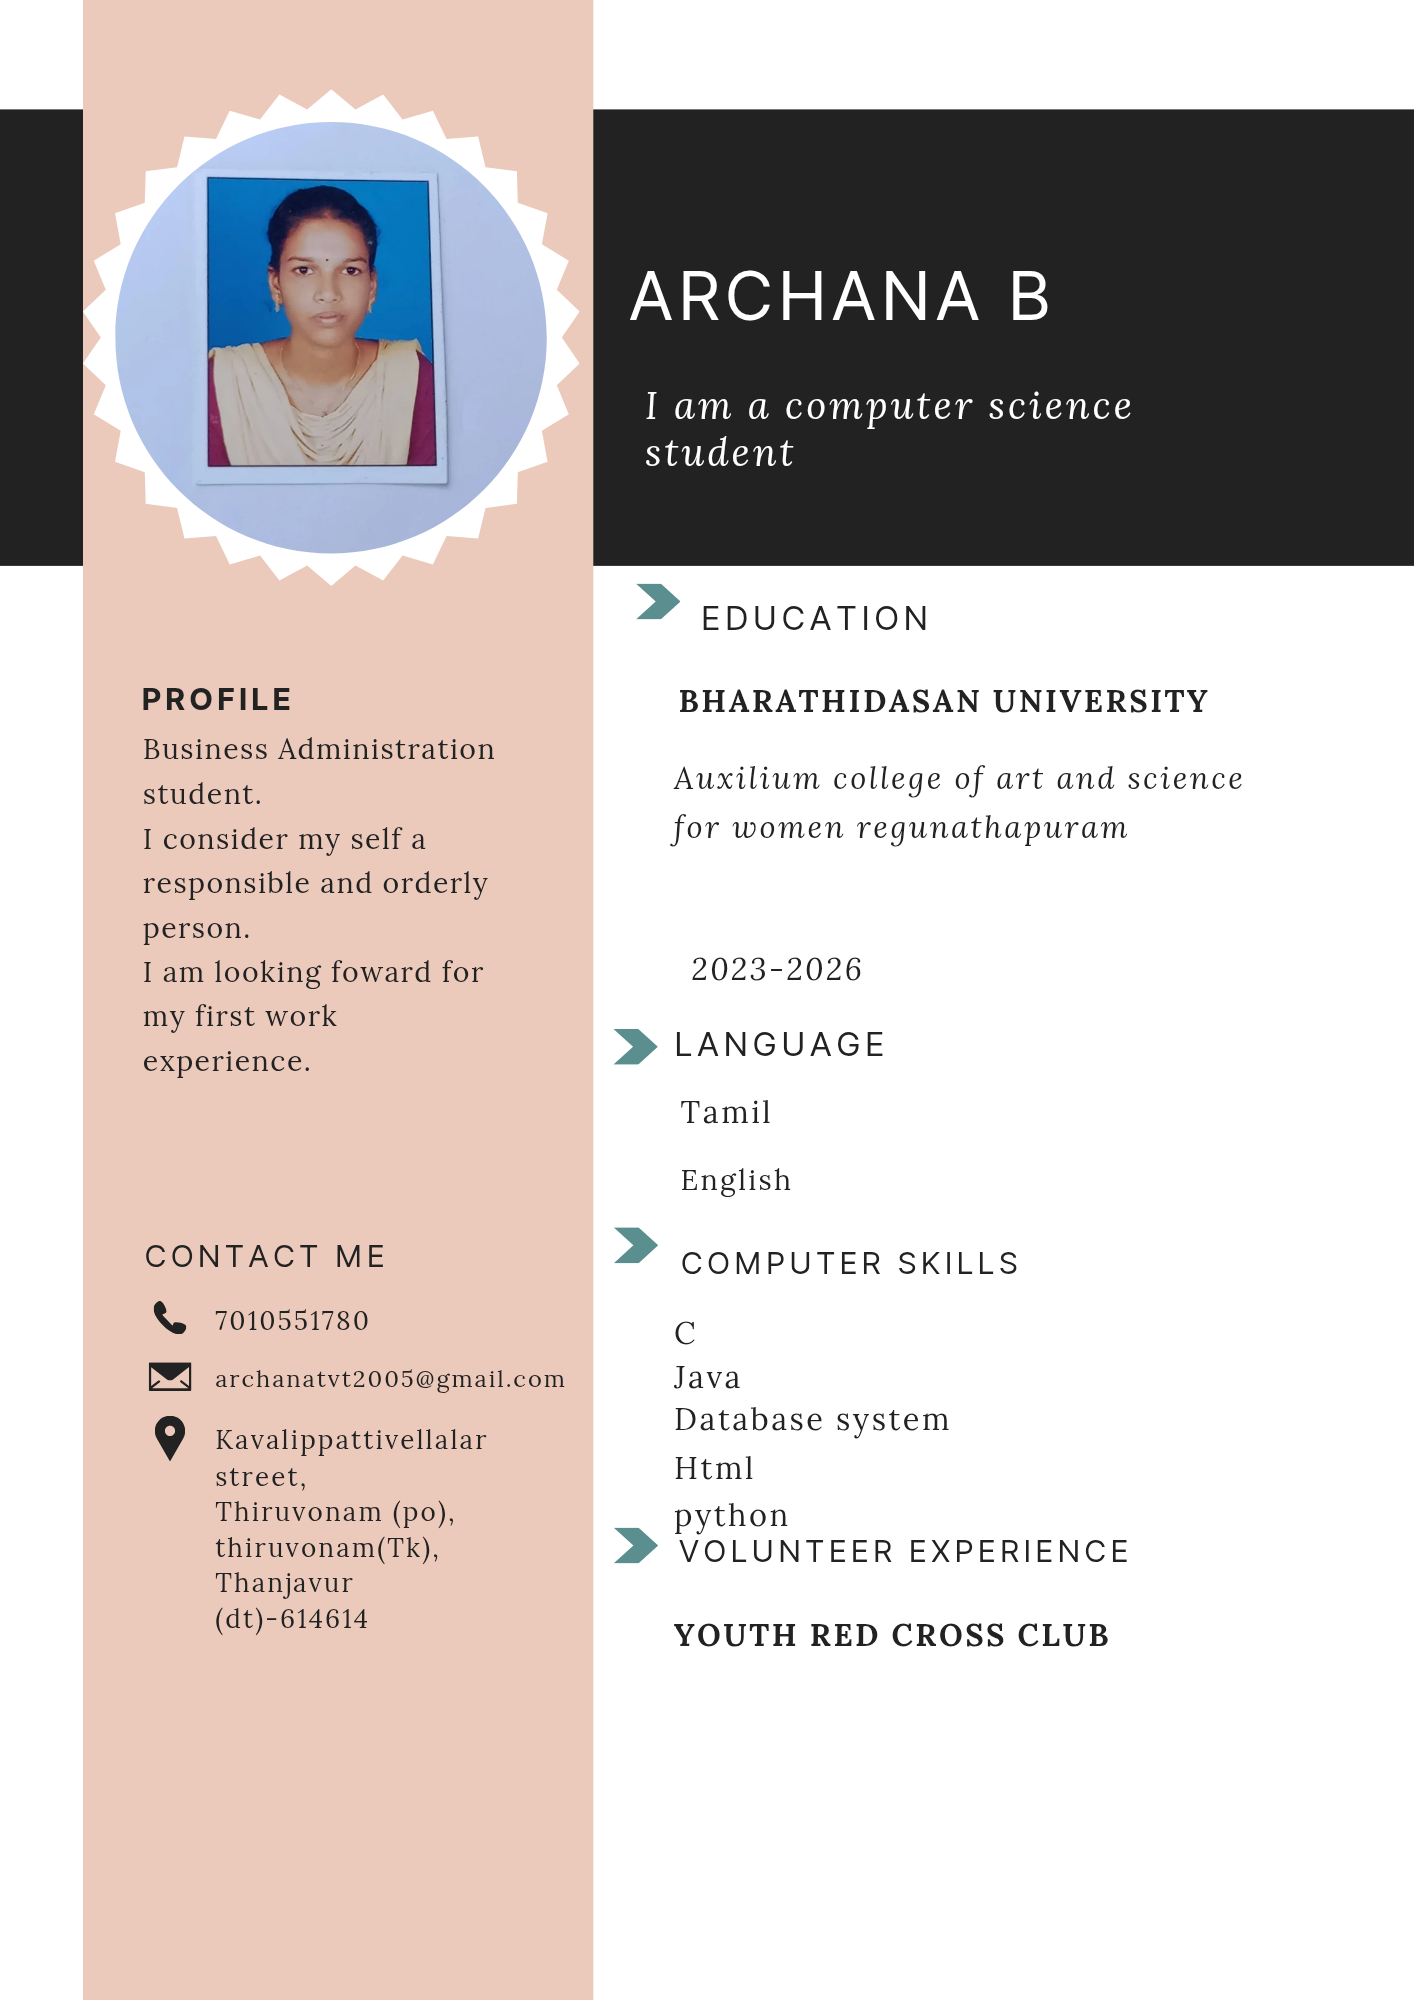 ARCHANA B
I am a computer science
student
PROFILE
Business Administration
student.
I consider my self a
responsible and orderly
person.
I am looking foward for
my first work
experience.
CONTACT ME
7010551780
archanatvt2005@gmail.com
Kavalippattivellalar
street,
Thiruvonam (po),
thiruvonam(Tk),
Thanjavur
(dt)-614614
EDUCATION
BHARATHIDASAN UNIVERSITY
Auxilium college of art and science
for women regunathapuram
2023-2026
LANGUAGE
Tamil
English
COMPUTER SKILLS
C
Java
Database system
Html
python
VOLUNTEER EXPERIENCE
YOUTH RED CROSS CLUB